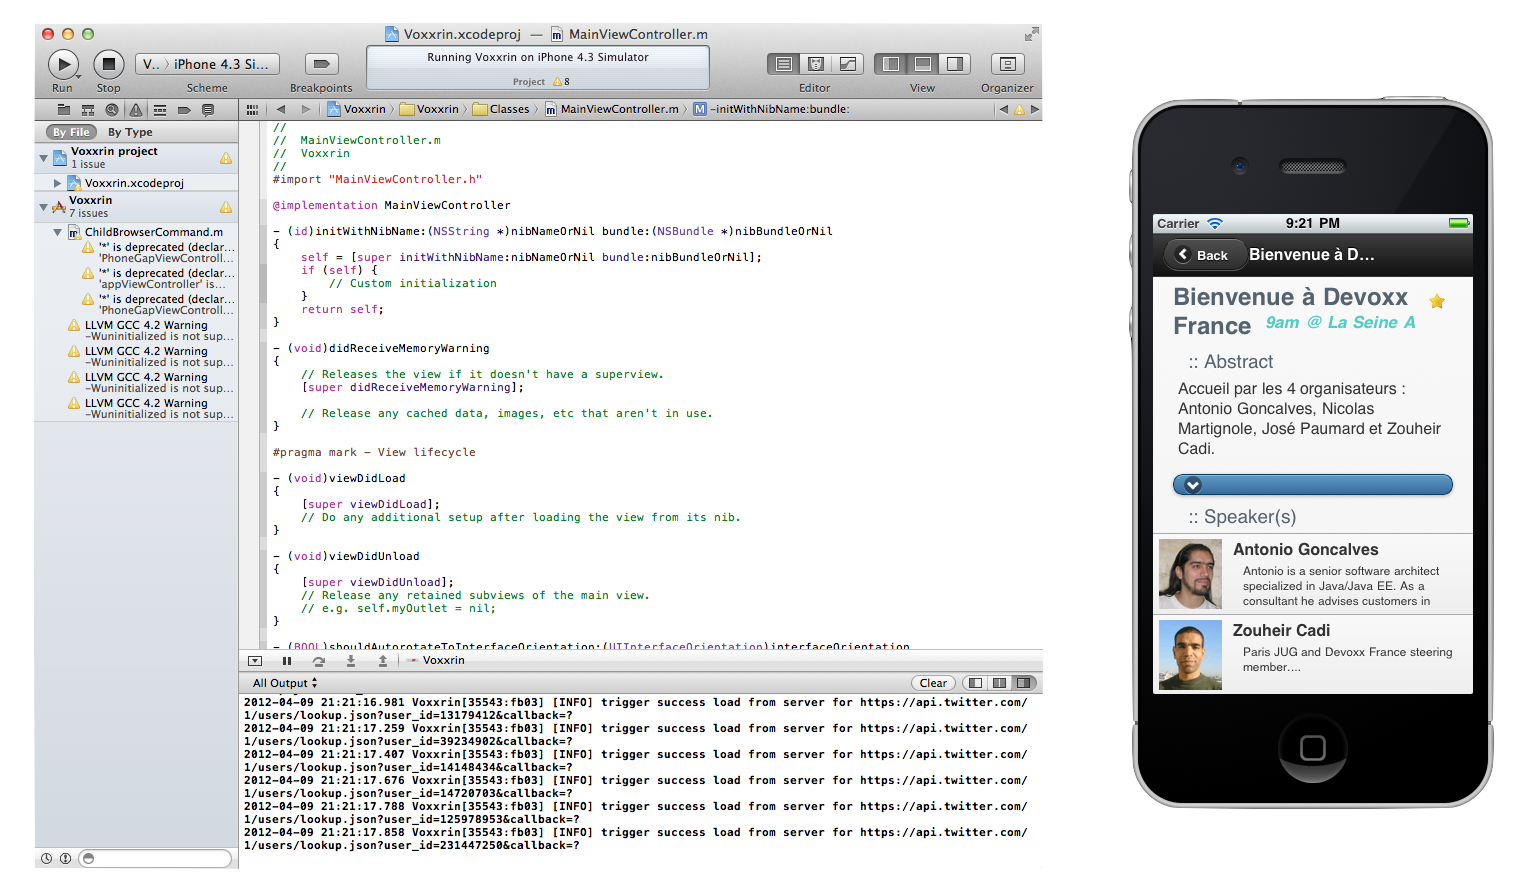 Voxxrin.xcodeproj — MainViewController.m
V.. 〉 iPhone 4.3 Si...
Running Voxxrin on iPhone 4.3 Simulator
Project 8
Run Stop Scheme Breakpoints Editor View Organizer
Voxxrin 〉 Voxxrin 〉 Classes 〉 MainViewController.m 〉 M -initWithNibName:bundle:
By File By Type
Voxxrin project
1 issue
Voxxrin.xcodeproj
Voxxrin
7 issues
ChildBrowserCommand.m
'*' is deprecated (declar...
'PhoneGapViewControll...
'*' is deprecated (declar...
'appViewController' is...
'*' is deprecated (declar...
'PhoneGapViewControll...
LLVM GCC 4.2 Warning
-Wuninitialized is not sup...
LLVM GCC 4.2 Warning
-Wuninitialized is not sup...
LLVM GCC 4.2 Warning
-Wuninitialized is not sup...
LLVM GCC 4.2 Warning
-Wuninitialized is not sup...
//
//  MainViewController.m
//  Voxxrin
//
#import "MainViewController.h"
@implementation MainViewController
- (id)initWithNibName:(NSString *)nibNameOrNil bundle:(NSBundle *)nibBundleOrNil
{
    self = [super initWithNibName:nibNameOrNil bundle:nibBundleOrNil];
    if (self) {
        // Custom initialization
    }
    return self;
}
- (void)didReceiveMemoryWarning
{
    // Releases the view if it doesn't have a superview.
    [super didReceiveMemoryWarning];
    // Release any cached data, images, etc that aren't in use.
}
#pragma mark - View lifecycle
- (void)viewDidLoad
{
    [super viewDidLoad];
    // Do any additional setup after loading the view from its nib.
}
- (void)viewDidUnload
{
    [super viewDidUnload];
    // Release any retained subviews of the main view.
    // e.g. self.myOutlet = nil;
}
- (BOOL)shouldAutorotateToInterfaceOrientation:(UIInterfaceOrientation)interfaceOrientation
Voxxrin
All Output Clear
2012-04-09 21:21:16.981 Voxxrin[35543:fb03] [INFO] trigger success load from server for https://api.twitter.com/
1/users/lookup.json?user_id=13179412&callback=?
2012-04-09 21:21:17.259 Voxxrin[35543:fb03] [INFO] trigger success load from server for https://api.twitter.com/
1/users/lookup.json?user_id=39234902&callback=?
2012-04-09 21:21:17.407 Voxxrin[35543:fb03] [INFO] trigger success load from server for https://api.twitter.com/
1/users/lookup.json?user_id=14148434&callback=?
2012-04-09 21:21:17.676 Voxxrin[35543:fb03] [INFO] trigger success load from server for https://api.twitter.com/
1/users/lookup.json?user_id=14720703&callback=?
2012-04-09 21:21:17.788 Voxxrin[35543:fb03] [INFO] trigger success load from server for https://api.twitter.com/
1/users/lookup.json?user_id=125978953&callback=?
2012-04-09 21:21:17.858 Voxxrin[35543:fb03] [INFO] trigger success load from server for https://api.twitter.com/
1/users/lookup.json?user_id=231447250&callback=?
Carrier 9:21 PM
Back Bienvenue à D...
Bienvenue à Devoxx
France 9am @ La Seine A
:: Abstract
Accueil par les 4 organisateurs :
Antonio Goncalves, Nicolas
Martignole, José Paumard et Zouheir
Cadi.
:: Speaker(s)
Antonio Goncalves
Antonio is a senior software architect
specialized in Java/Java EE. As a
consultant he advises customers in
Zouheir Cadi
Paris JUG and Devoxx France steering
member....